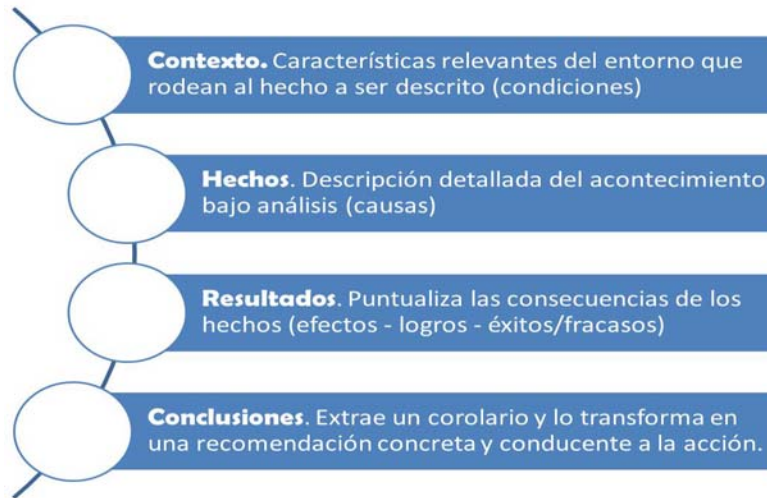 Contexto. Características relevantes del entorno que
rodean al hecho a ser descrito (condiciones)
Hechos. Descripción detallada del acontecimiento
bajo análisis (causas)
Resultados. Puntualiza las consecuencias de los
hechos (efectos - logros - éxitos/fracasos)
Conclusiones. Extrae un corolario y lo transforma en
una recomendación concreta y conducente a la acción.